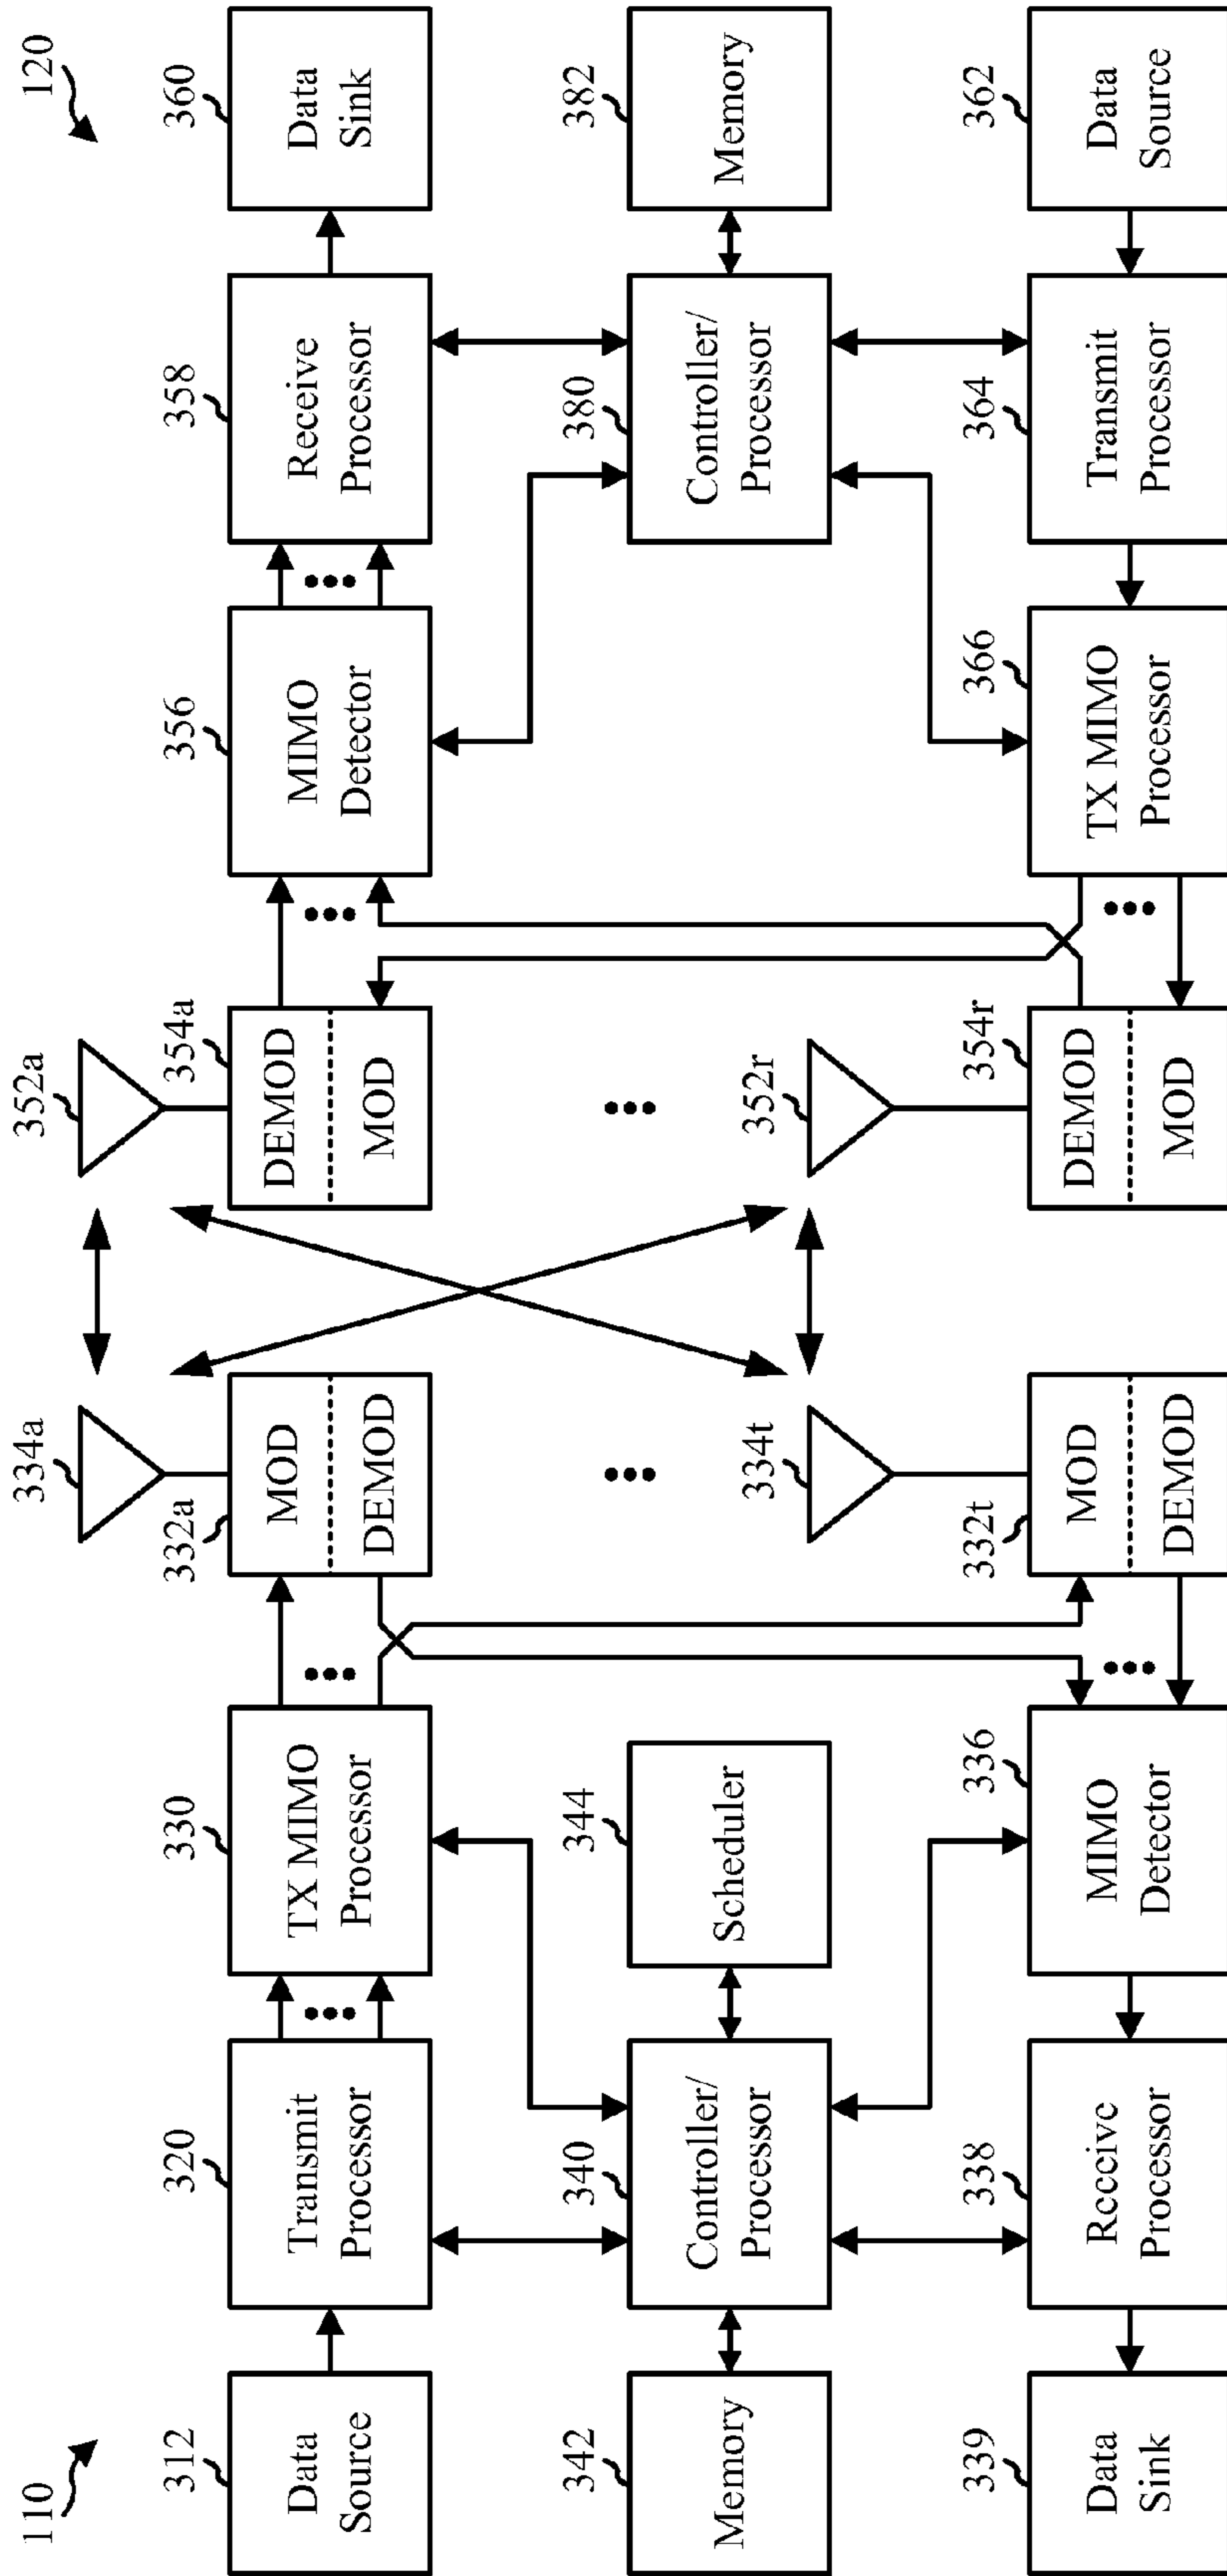 110
120
334a
352a
312
320
330
332a
354a
356
358
360
Data
Source
Transmit
Processor
TX MIMO
Processor
MOD
DEMOD
DEMOD
MOD
MIMO
Detector
Receive
Processor
Data
Sink
342
340
344
380
382
Memory
Controller/
Processor
Scheduler
Controller/
Processor
Memory
334t
352r
339
338
336
332t
354r
366
364
362
Data
Sink
Receive
Processor
MIMO
Detector
MOD
DEMOD
DEMOD
MOD
TX MIMO
Processor
Transmit
Processor
Data
Source